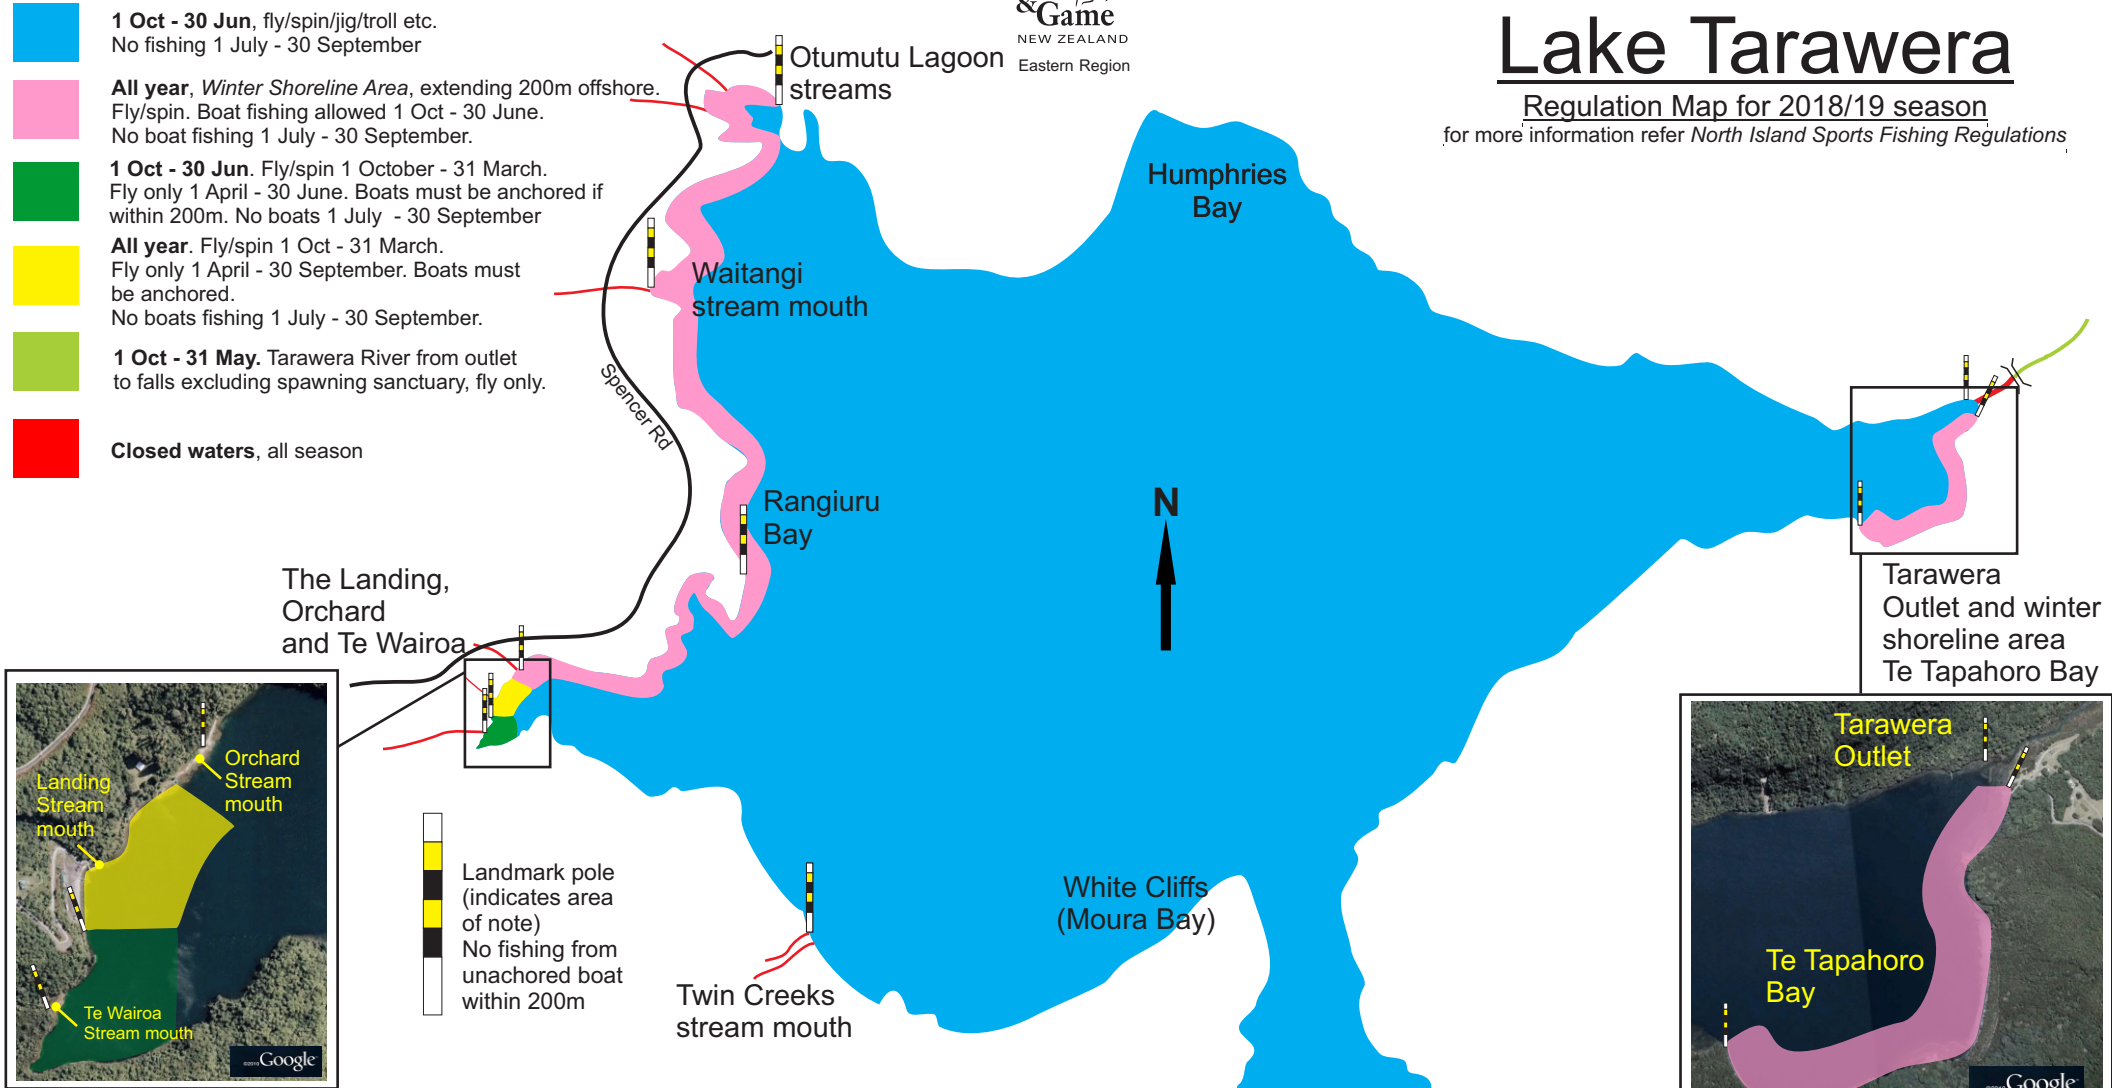 1 Oct - 30 Jun, fly/spin/jig/troll etc.
No fishing 1 July - 30 September
All year, Winter Shoreline Area, extending 200m offshore.
Fly/spin. Boat fishing allowed 1 Oct - 30 June.
No boat fishing 1 July - 30 September.
1 Oct - 30 Jun. Fly/spin 1 October - 31 March.
Fly only 1 April - 30 June. Boats must be anchored if
within 200m. No boats 1 July - 30 September
All year. Fly/spin 1 Oct - 31 March.
Fly only 1 April - 30 September. Boats must
be anchored.
No boats fishing 1 July - 30 September.
1 Oct - 31 May. Tarawera River from outlet
to falls excluding spawning sanctuary, fly only.
Closed waters, all season
&Game
NEW ZEALAND
Eastern Region
Lake Tarawera
Regulation Map for 2018/19 season
for more information refer North Island Sports Fishing Regulations
Otumutu Lagoon
streams
Humphries
Bay
Waitangi
stream mouth
Spencer Rd
Rangiuru
Bay
N
The Landing,
Orchard
and Te Wairoa
Tarawera
Outlet and winter
shoreline area
Te Tapahoro Bay
Orchard
Stream
mouth
Landing
Stream
mouth
Te Wairoa
Stream mouth
©2010 Google
Landmark pole
(indicates area
of note)
No fishing from
unachored boat
within 200m
Twin Creeks
stream mouth
White Cliffs
(Moura Bay)
Tarawera
Outlet
Te Tapahoro
Bay
Google